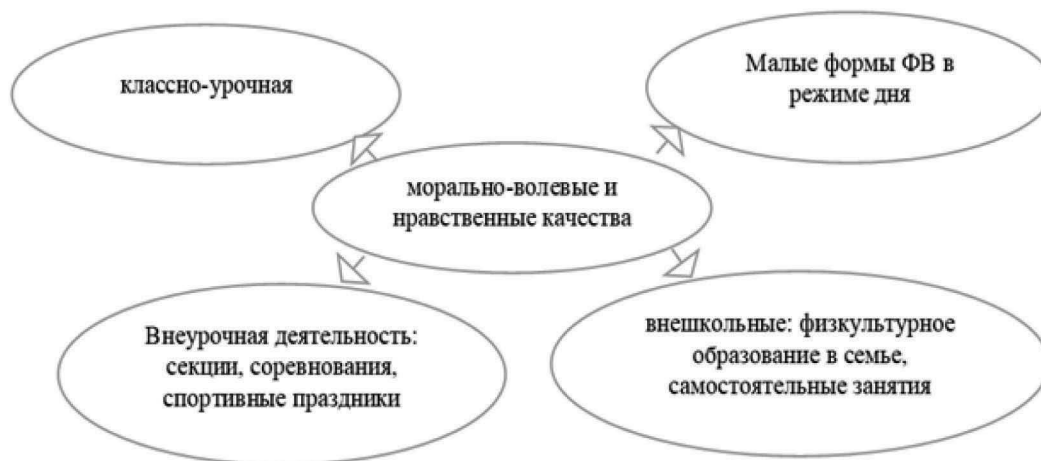 классно-урочная
Малые формы ФВ в
режиме дня
морально-волевые и
нравственные качества
Внеурочная деятельность:
секции, соревнования,
спортивные праздники
внешкольные: физкультурное
образование в семье,
самостоятельные занятия